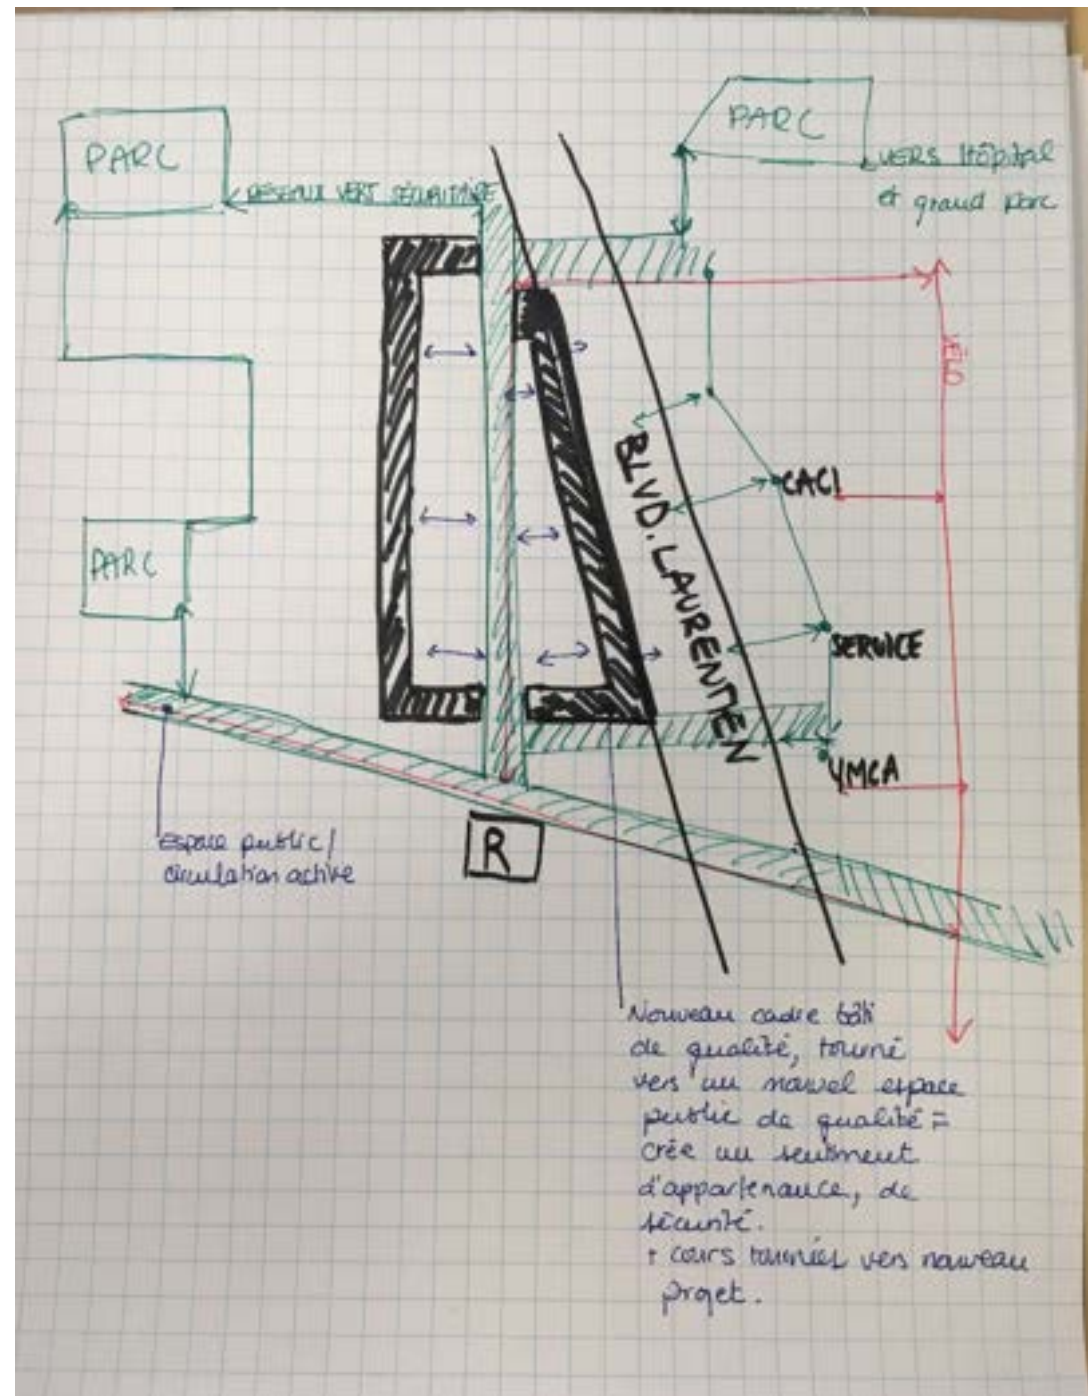 PARC
PARC
VERS Hôpital
et grand parc
RÉSEAUX VERT SÉCURITAIRE
BLVD. LAURENTIEN
CACI
PARC
SERVICE
YMCA
R
Espace public /
circulation active
Nouveau cadre bâti
de qualité, tourné
vers un nouvel espace
public de qualité =
crée un sentiment
d'appartenance, de
sécurité.
+ cours tournées vers nouveau
projet.